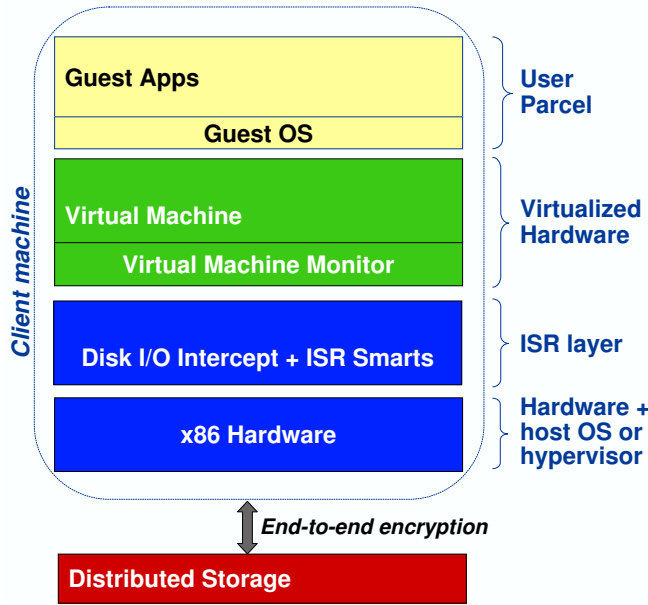 Client machine
Guest Apps
Guest OS
User
Parcel
Virtual Machine
Virtual Machine Monitor
Virtualized
Hardware
Disk I/O Intercept + ISR Smarts
ISR layer
x86 Hardware
Hardware +
host OS or
hypervisor
End-to-end encryption
Distributed Storage